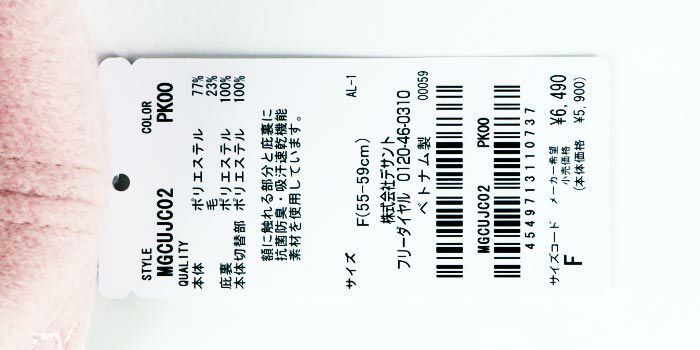 STYLE COLOR
MGCUJC02 PK00
QUALITY
本体 ポリエステル 77%
毛 23%
庇裏 ポリエステル 100%
本体切替部 ポリエステル 100%
額に触れる部分と庇裏に
抗菌防臭・吸汗速乾機能
素材を使用しています。
AL-1
サイズ F(55-59cm)
株式会社デサント
フリーダイヤル 0120-46-0310
ベトナム製 00059
MGCUJC02 PK00
4549713110737
サイズコード メーカー希望
小売価格 ¥6,490
F (本体価格 ¥5,900)